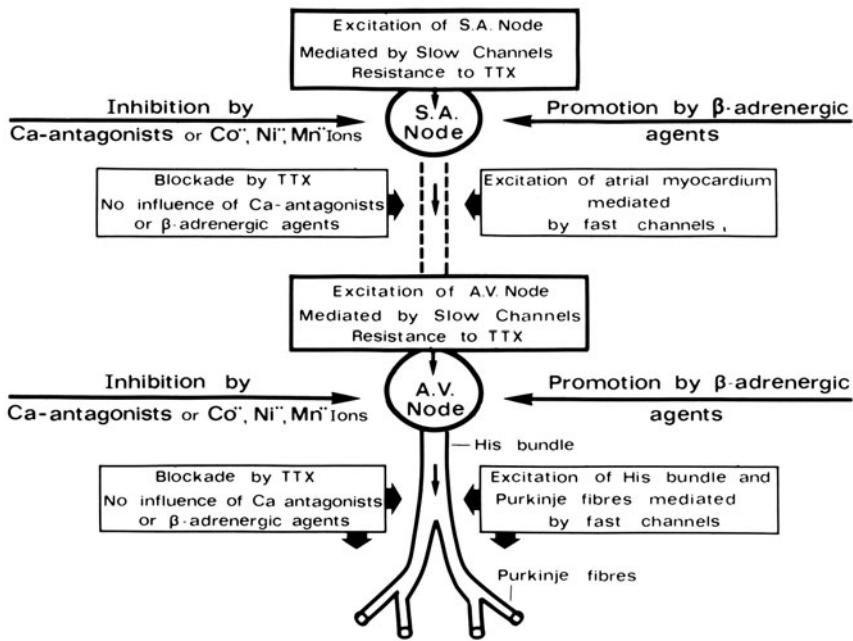 Excitation of S.A. Node
Mediated by Slow Channels
Resistance to TTX
S.A.
Node
Inhibition by
Ca-antagonists or Co¨, Ni¨, Mn¨ Ions
Promotion by β-adrenergic
agents
Blockade by TTX
No influence of Ca-antagonists
or β-adrenergic agents
Excitation of atrial myocardium
mediated
by fast channels
Excitation of A.V. Node
Mediated by Slow Channels
Resistance to TTX
A.V.
Node
Inhibition by
Ca-antagonists or Co¨, Ni¨, Mn¨ Ions
Promotion by β-adrenergic
agents
His bundle
Blockade by TTX
No influence of Ca antagonists
or β-adrenergic agents
Excitation of His bundle and
Purkinje fibres mediated
by fast channels
Purkinje fibres